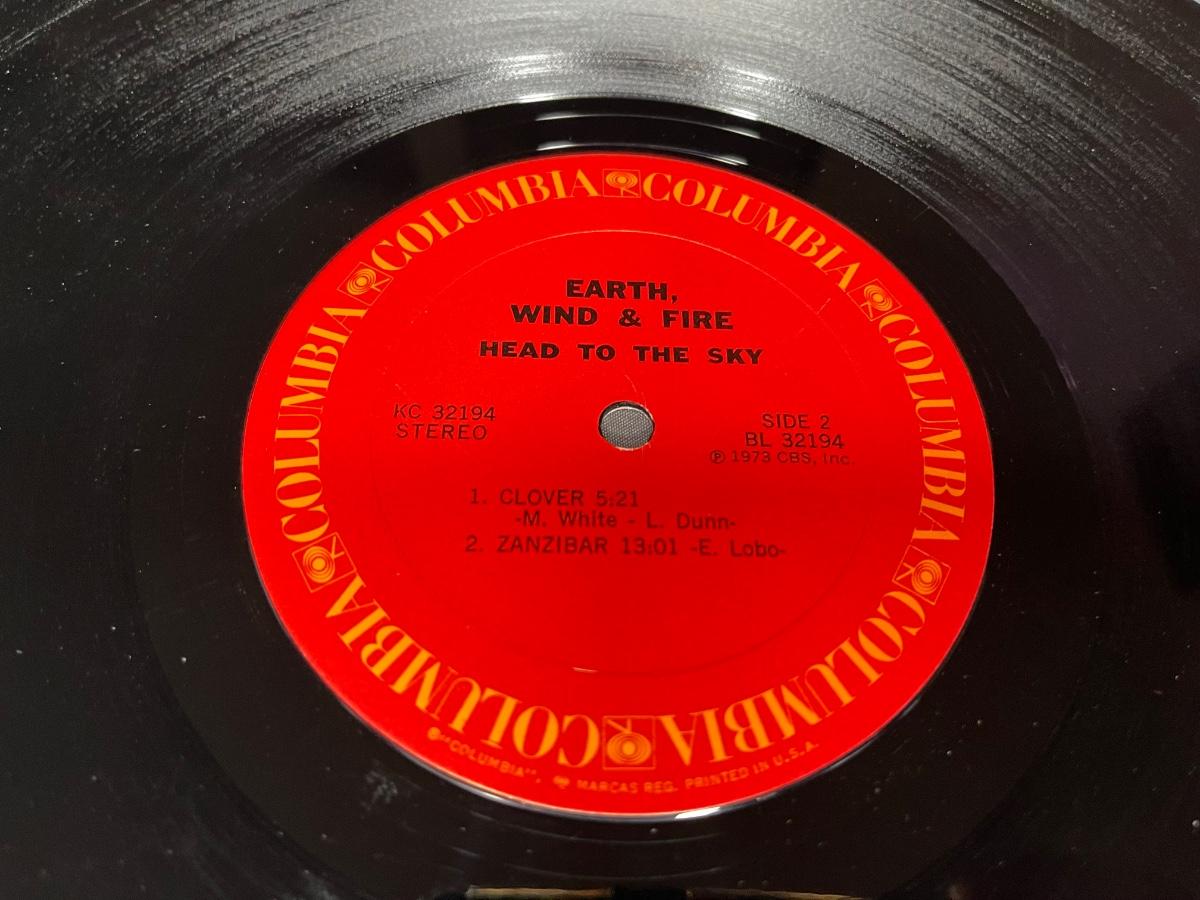 COLUMBIA COLUMBIA COLUMBIA COLUMBIA COLUMBIA COLUMBIA COLUMBIA COLUMBIA
EARTH,
WIND & FIRE
HEAD TO THE SKY
KC 32194
STEREO
SIDE 2
BL 32194
Ⓟ 1973 CBS, Inc.
1. CLOVER 5:21
-M. White - L. Dunn-
2. ZANZIBAR 13:01 -E. Lobo-
®"COLUMBIA", MARCAS REG. PRINTED IN U.S.A.